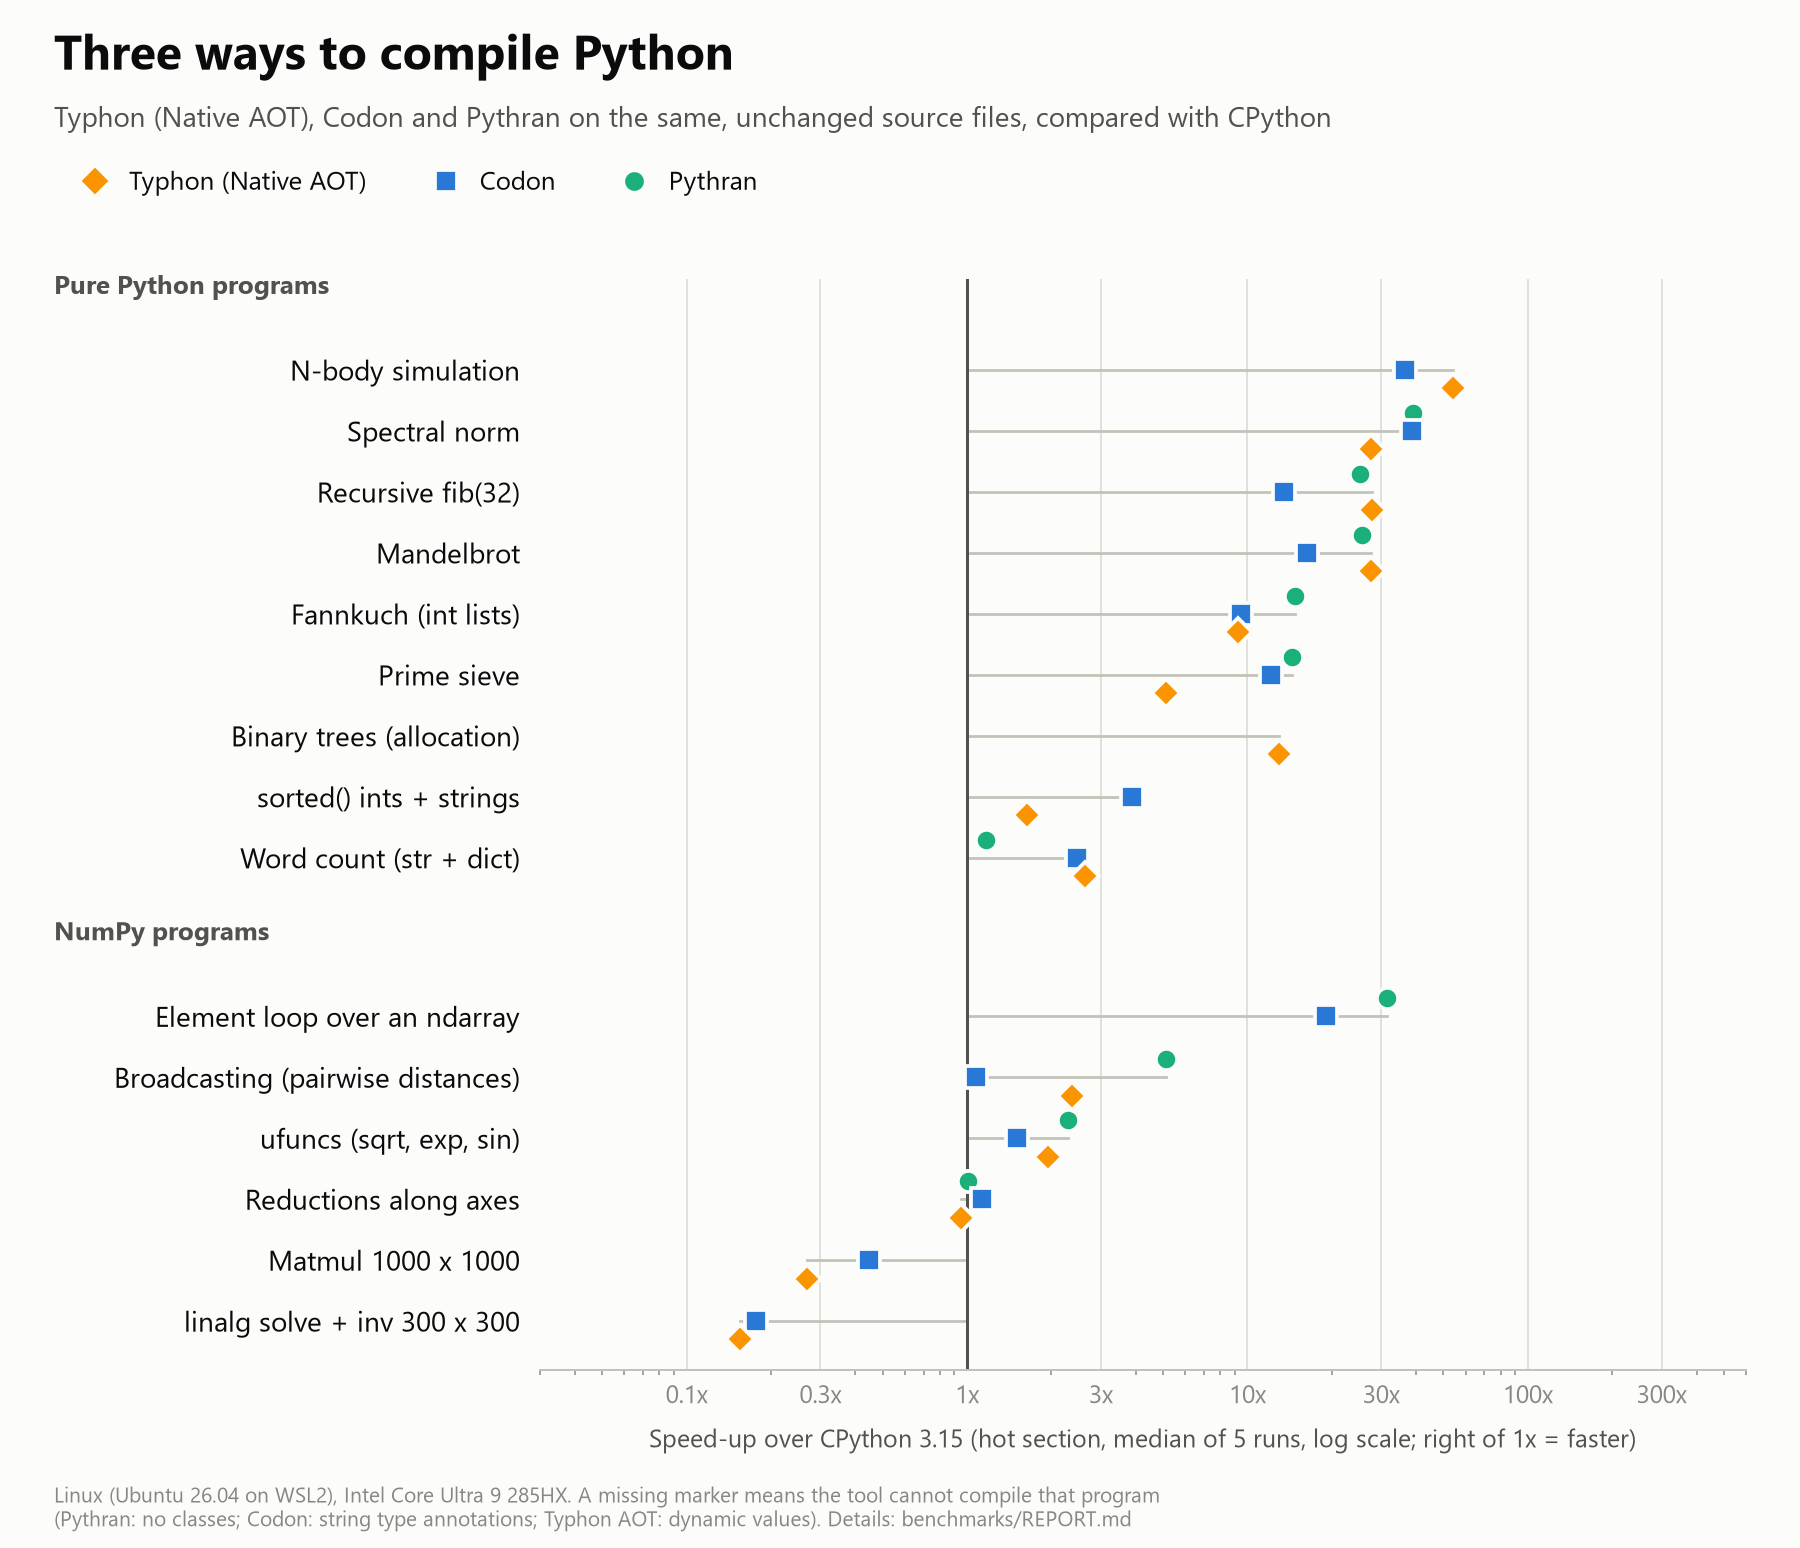 Three ways to compile Python
Typhon (Native AOT), Codon and Pythran on the same, unchanged source files, compared with CPython
Typhon (Native AOT)
Codon
Pythran
Pure Python programs
N-body simulation
Spectral norm
Recursive fib(32)
Mandelbrot
Fannkuch (int lists)
Prime sieve
Binary trees (allocation)
sorted() ints + strings
Word count (str + dict)
NumPy programs
Element loop over an ndarray
Broadcasting (pairwise distances)
ufuncs (sqrt, exp, sin)
Reductions along axes
Matmul 1000 x 1000
linalg solve + inv 300 x 300
0.1x 0.3x 1x 3x 10x 30x 100x 300x
Speed-up over CPython 3.15 (hot section, median of 5 runs, log scale; right of 1x = faster)
Linux (Ubuntu 26.04 on WSL2), Intel Core Ultra 9 285HX. A missing marker means the tool cannot compile that program
(Pythran: no classes; Codon: string type annotations; Typhon AOT: dynamic values). Details: benchmarks/REPORT.md